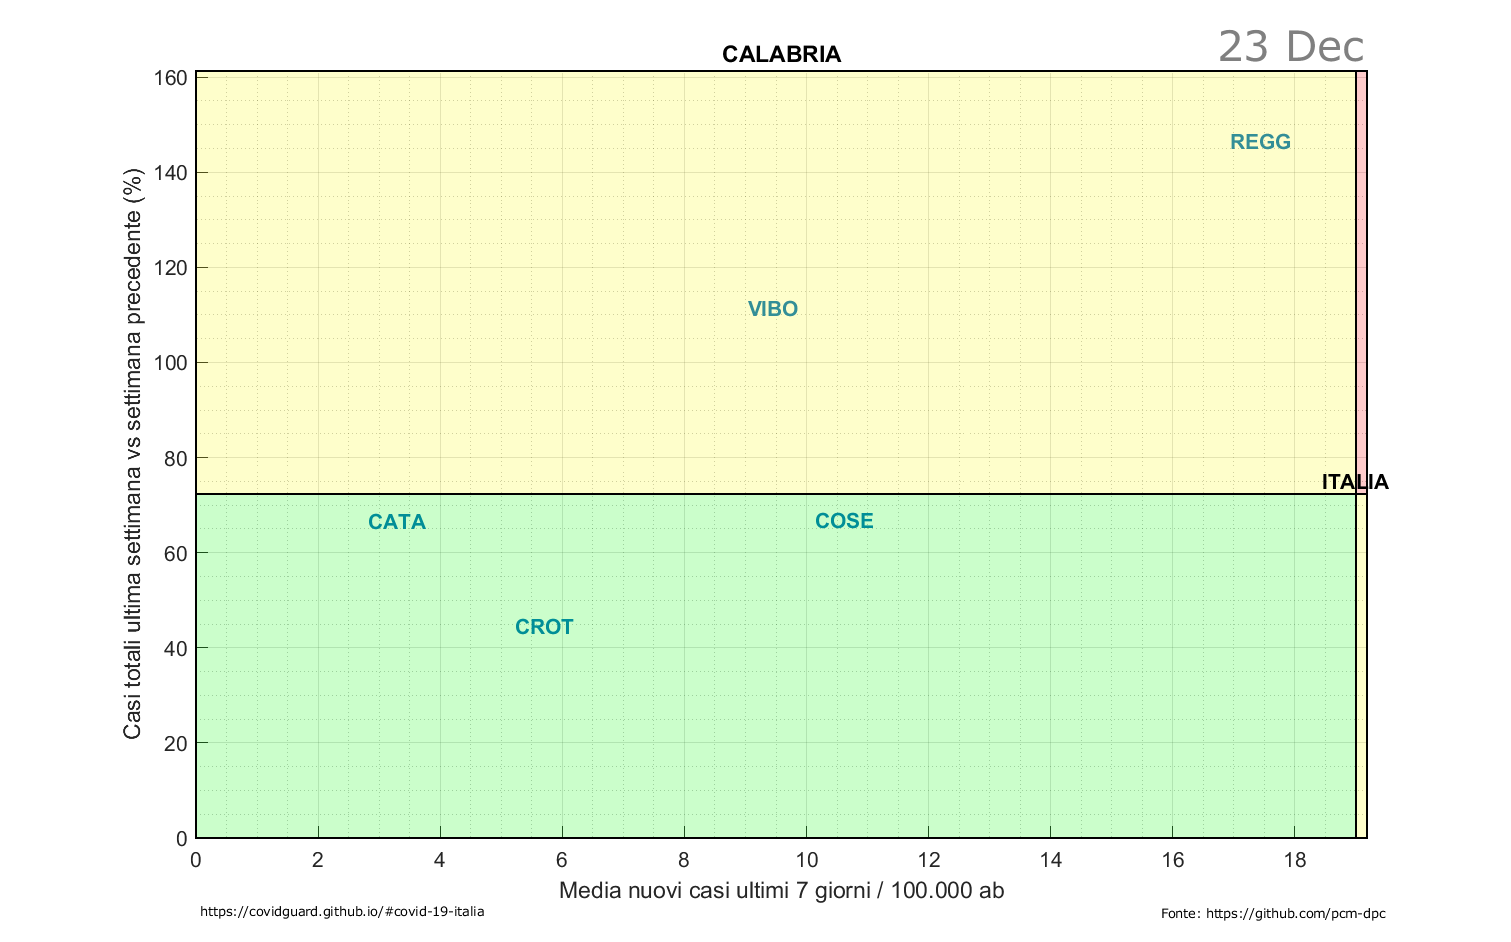 23 Dec
CALABRIA
160
140
120
100
80
60
40
20
0
Casi totali ultima settimana vs settimana precedente (%)
REGG
VIBO
ITALIA
CATA
COSE
CROT
0 2 4 6 8 10 12 14 16 18
Media nuovi casi ultimi 7 giorni / 100.000 ab
https://covidguard.github.io/#covid-19-italia
Fonte: https://github.com/pcm-dpc